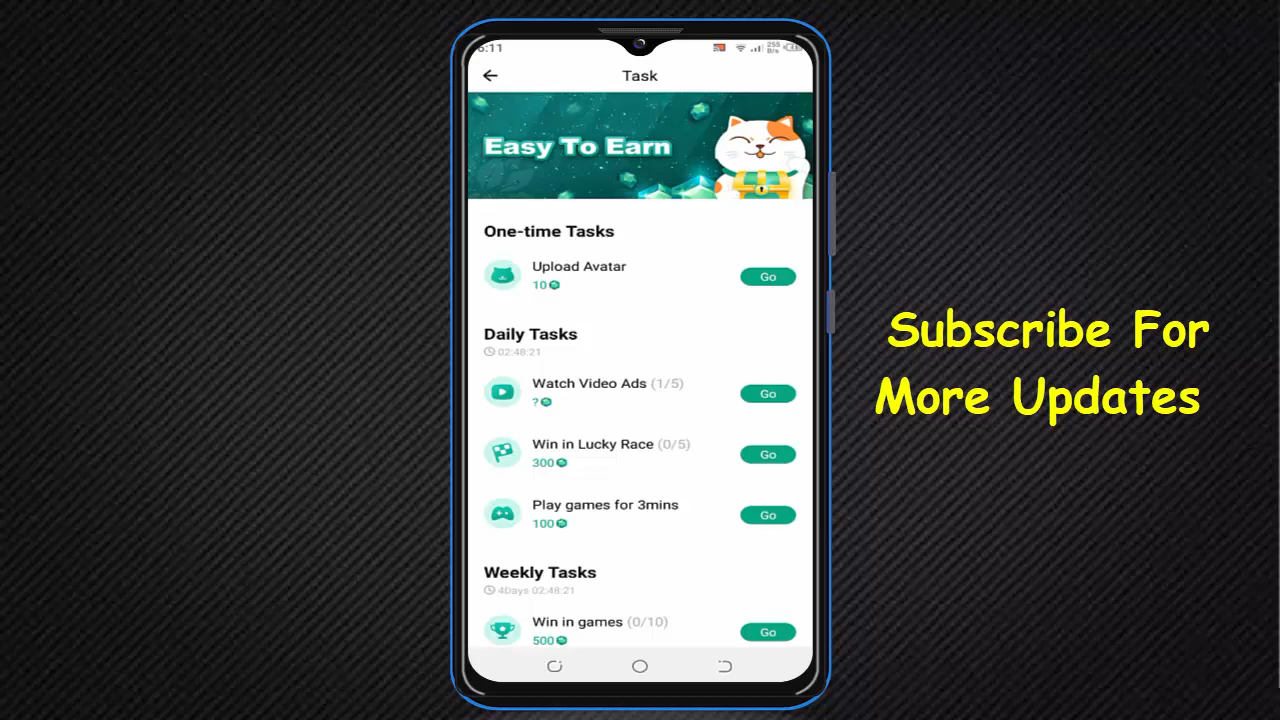 6:11
255
B/s
Task
Easy To Earn
One-time Tasks
Upload Avatar
10
Go
Daily Tasks
02:48:21
Watch Video Ads (1/5)
?
Go
Win in Lucky Race (0/5)
300
Go
Play games for 3mins
100
Go
Weekly Tasks
4Days 02:48:21
Win in games (0/10)
500
Go
Subscribe For
More Updates